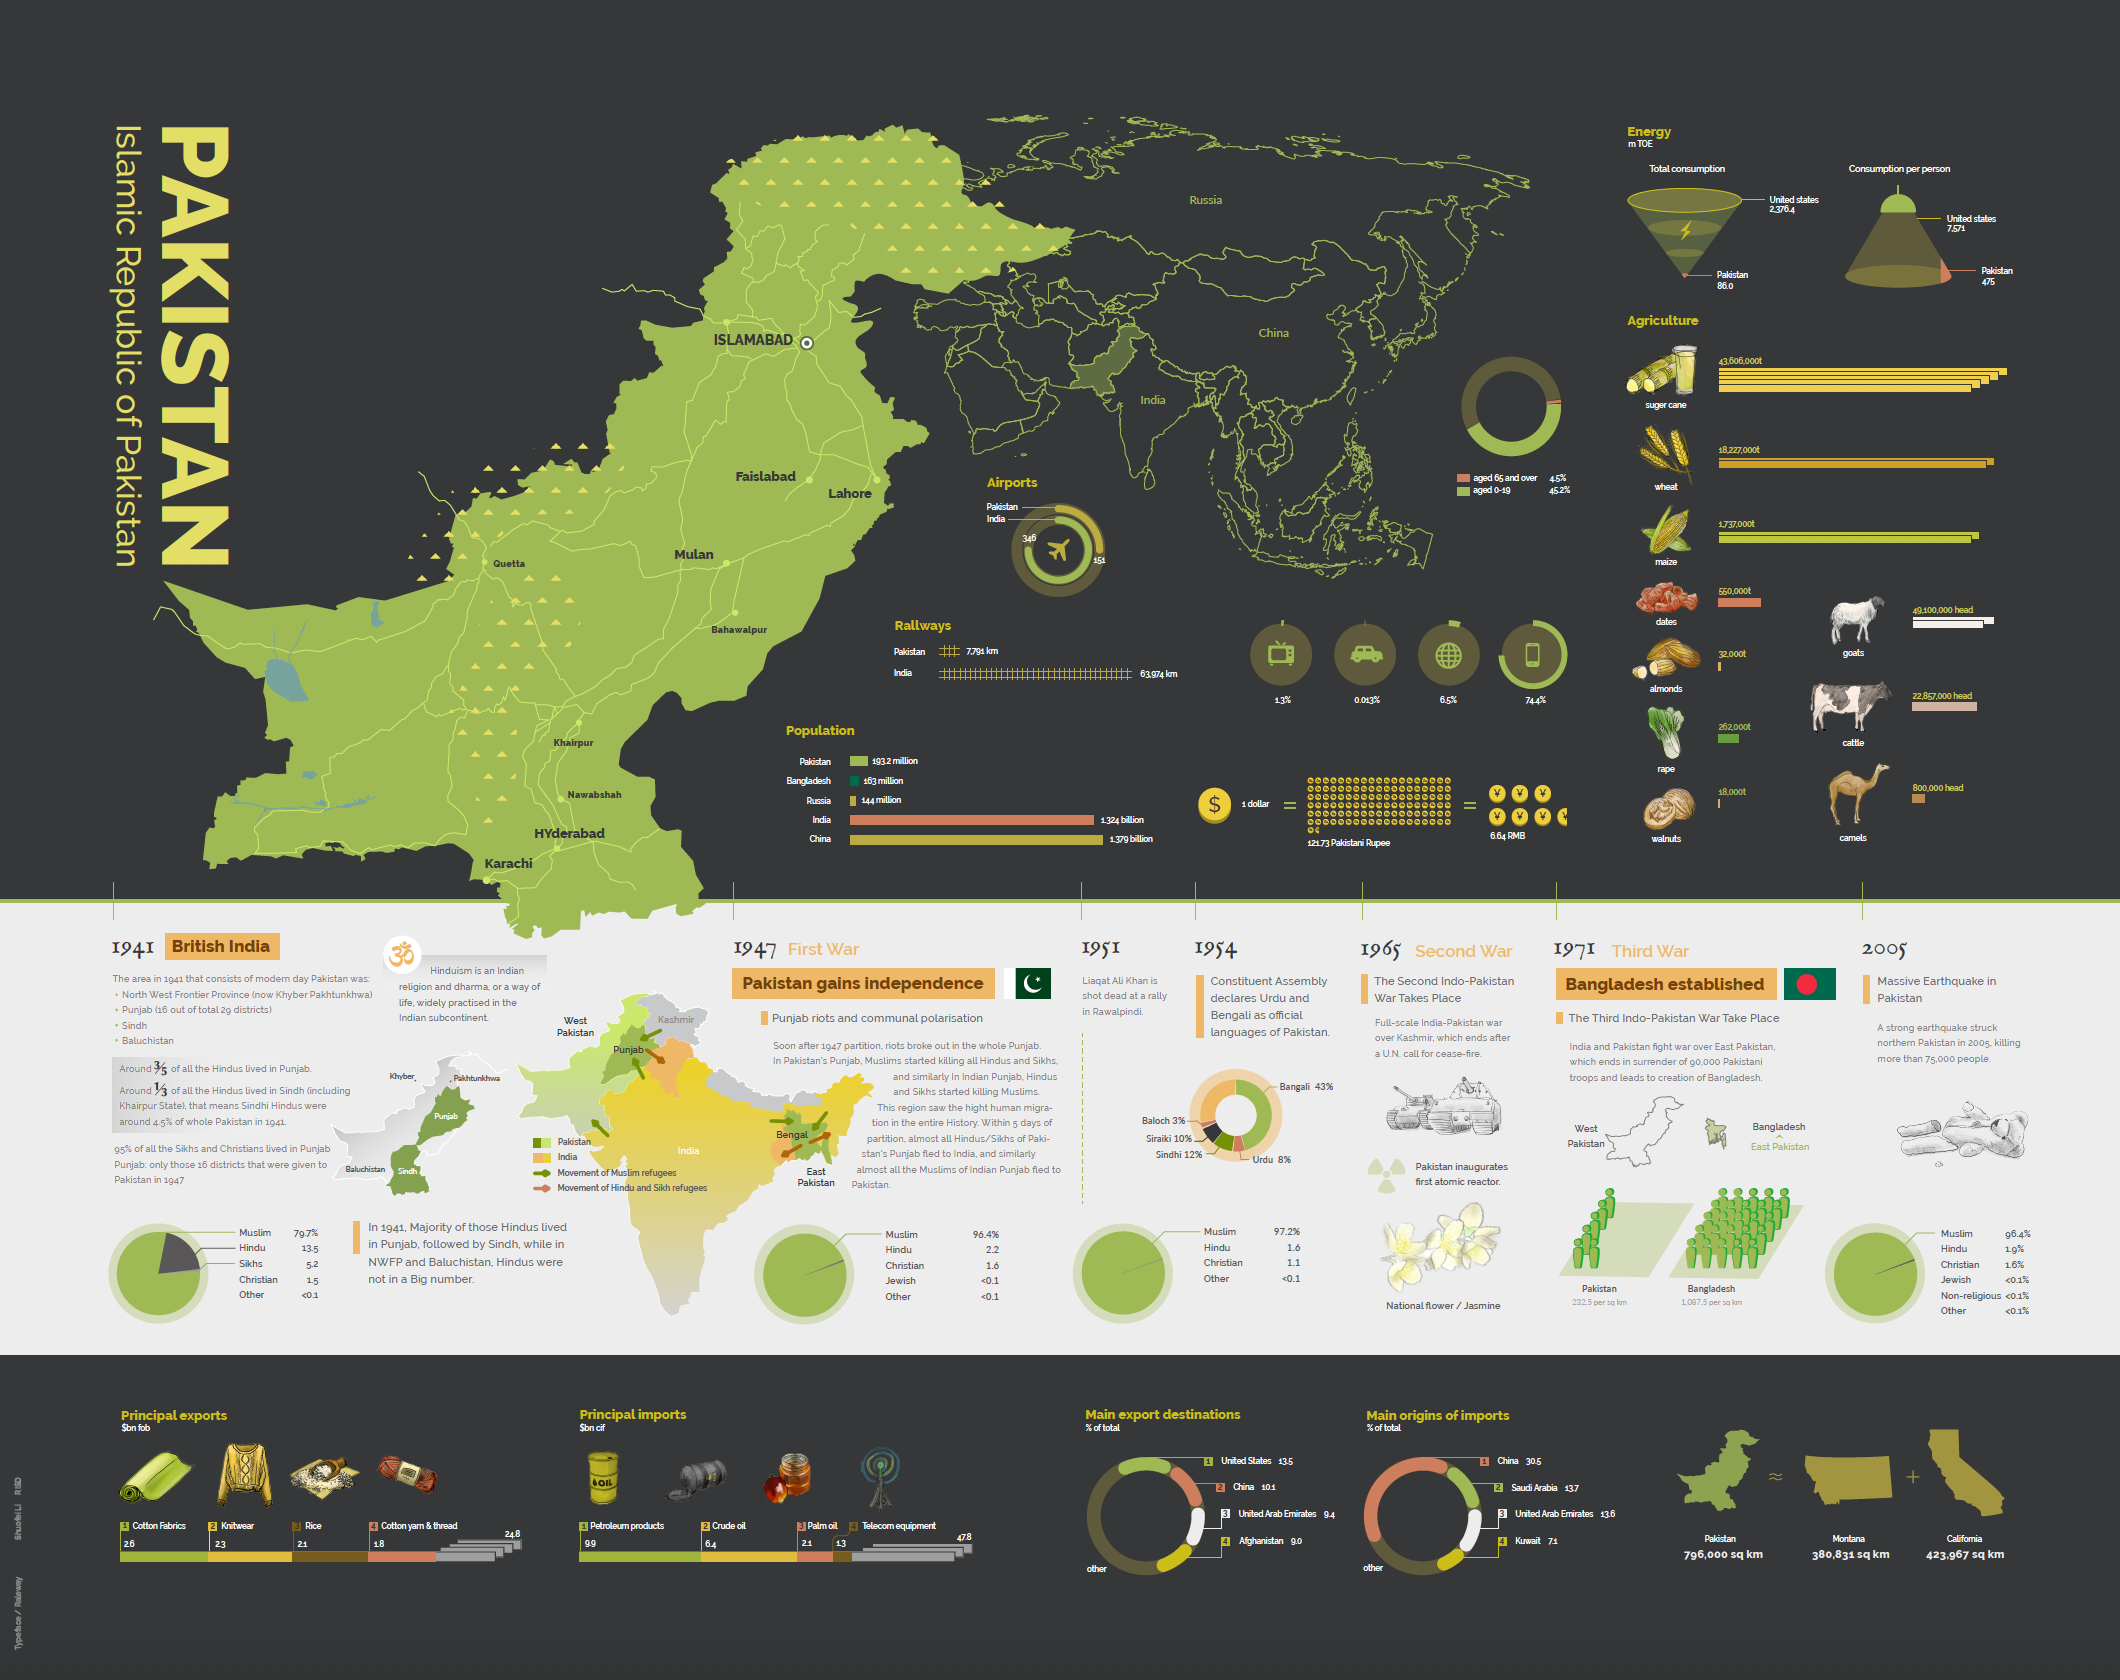 PAKISTAN
Islamic Republic of Pakistan
ISLAMABAD
Faislabad
Lahore
Mulan
Quetta
Bahawalpur
Khairpur
Nawabshah
HYderabad
Karachi
Russia
China
India
Airports
Pakistan
India
346
151
Rallways
Pakistan 7,791 km
India 63,974 km
Population
Pakistan 193.2 million
Bangladesh 163 million
Russia 144 million
India 1.324 billion
China 1.379 billion
aged 65 and over 4.5%
aged 0-19 45.2%
1.3%
0.013%
6.5%
74.4%
$ 1 dollar = =
121.73 Pakistani Rupee
6.64 RMB
Energy
m TOE
Total consumption
United states
2,376.4
Pakistan
86.0
Consumption per person
United states
7,571
Pakistan
475
Agriculture
43,606,000t
suger cane
18,227,000t
wheat
1,737,000t
maize
550,000t
dates
32,000t
almonds
262,000t
rape
18,000t
walnuts
49,100,000 head
goats
22,857,000 head
cattle
800,000 head
camels
1941 British India
The area in 1941 that consists of modern day Pakistan was:
• North West Frontier Province (now Khyber Pakhtunkhwa)
• Punjab (16 out of total 29 districts)
• Sindh
• Baluchistan
Around 3/5 of all the Hindus lived in Punjab.
Around 1/3 of all the Hindus lived in Sindh (including
Khairpur State), that means Sindhi Hindus were
around 4.5% of whole Pakistan in 1941.
95% of all the Sikhs and Christians lived in Punjab
Punjab: only those 16 districts that were given to
Pakistan in 1947
ॐ
Hinduism is an Indian
religion and dharma, or a way of
life, widely practised in the
Indian subcontinent.
Khyber
Pakhtunkhwa
Punjab
Baluchistan
Sindh
Muslim 79.7%
Hindu 13.5
Sikhs 5.2
Christian 1.5
Other <0.1
In 1941, Majority of those Hindus lived
in Punjab, followed by Sindh, while in
NWFP and Baluchistan, Hindus were
not in a Big number.
West
Pakistan
Kashmir
Punjab
Bengal
India
East
Pakistan
Pakistan
India
Movement of Muslim refugees
Movement of Hindu and Sikh refugees
1947 First War
Pakistan gains independence
Punjab riots and communal polarisation
Soon after 1947 partition, riots broke out in the whole Punjab.
In Pakistan's Punjab, Muslims started killing all Hindus and Sikhs,
and similarly In Indian Punjab, Hindus
and Sikhs started killing Muslims.
This region saw the hight human migra-
tion in the entire History. Within 5 days of
partition, almost all Hindus/Sikhs of Paki-
stan's Punjab fled to India, and similarly
almost all the Muslims of Indian Punjab fled to
Pakistan.
Muslim 96.4%
Hindu 2.2
Christian 1.6
Jewish <0.1
Other <0.1
1951
Liaqat Ali Khan is
shot dead at a rally
in Rawalpindi.
1954
Constituent Assembly
declares Urdu and
Bengali as official
languages of Pakistan.
Bangali 43%
Baloch 3%
Siraiki 10%
Sindhi 12%
Urdu 8%
Muslim 97.2%
Hindu 1.6
Christian 1.1
Other <0.1
1965 Second War
The Second Indo-Pakistan
War Takes Place
Full-scale India-Pakistan war
over Kashmir, which ends after
a U.N. call for cease-fire.
Pakistan inaugurates
first atomic reactor.
National flower / Jasmine
1971 Third War
Bangladesh established
The Third Indo-Pakistan War Take Place
India and Pakistan fight war over East Pakistan,
which ends in surrender of 90,000 Pakistani
troops and leads to creation of Bangladesh.
West
Pakistan
Bangladesh
East Pakistan
Pakistan
232.5 per sq km
Bangladesh
1,087.5 per sq km
2005
Massive Earthquake in
Pakistan
A strong earthquake struck
northern Pakistan in 2005, killing
more than 75,000 people.
Muslim 96.4%
Hindu 1.9%
Christian 1.6%
Jewish <0.1%
Non-religious <0.1%
Other <0.1%
Principal exports
$bn fob
1 Cotton Fabrics
2.6
2 Knitwear
2.3
3 Rice
2.1
4 Cotton yarn & thread
1.8
24.8
Principal imports
$bn cif
OIL
1 Petroleum products
9.9
2 Crude oil
6.4
3 Palm oil
2.1
4 Telecom equipment
1.3
47.8
Main export destinations
% of total
1 United States 13.5
2 China 10.1
3 United Arab Emirates 9.4
4 Afghanistan 9.0
other
Main origins of imports
% of total
1 China 30.5
2 Saudi Arabia 13.7
3 United Arab Emirates 13.6
4 Kuwait 7.1
other
≈ +
Pakistan
796,000 sq km
Montana
380,831 sq km
California
423,967 sq km
Typeface / Raleway
Shuofei Li RISD